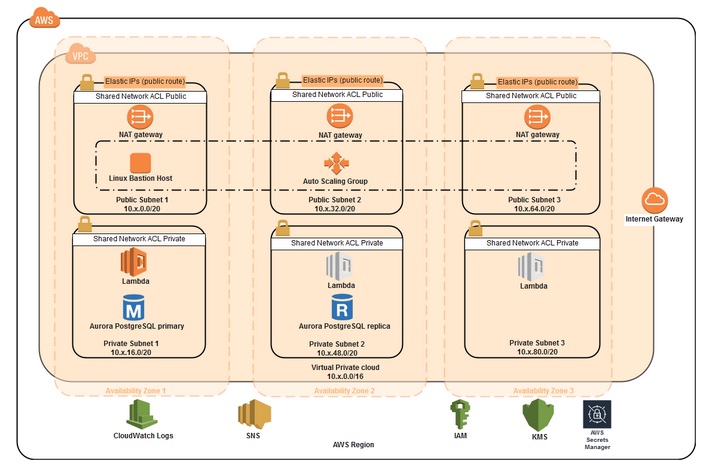 AWS
VPC
Elastic IPs (public route)
Shared Network ACL Public
NAT gateway
Linux Bastion Host
Public Subnet 1
10.x.0.0/20
Elastic IPs (public route)
Shared Network ACL Public
NAT gateway
Auto Scaling Group
Public Subnet 2
10.x.32.0/20
Elastic IPs (public route)
Shared Network ACL Public
NAT gateway
Public Subnet 3
10.x.64.0/20
Internet Gateway
Shared Network ACL Private
Lambda
M
Aurora PostgreSQL primary
Private Subnet 1
10.x.16.0/20
Shared Network ACL Private
Lambda
R
Aurora PostgreSQL replica
Private Subnet 2
10.x.48.0/20
Shared Network ACL Private
Lambda
Private Subnet 3
10.x.80.0/20
Virtual Private cloud
10.x.0.0/16
Availability Zone 1
Availability Zone 2
Availability Zone 3
CloudWatch Logs
SNS
AWS Region
IAM
KMS
AWS
Secrets
Manager